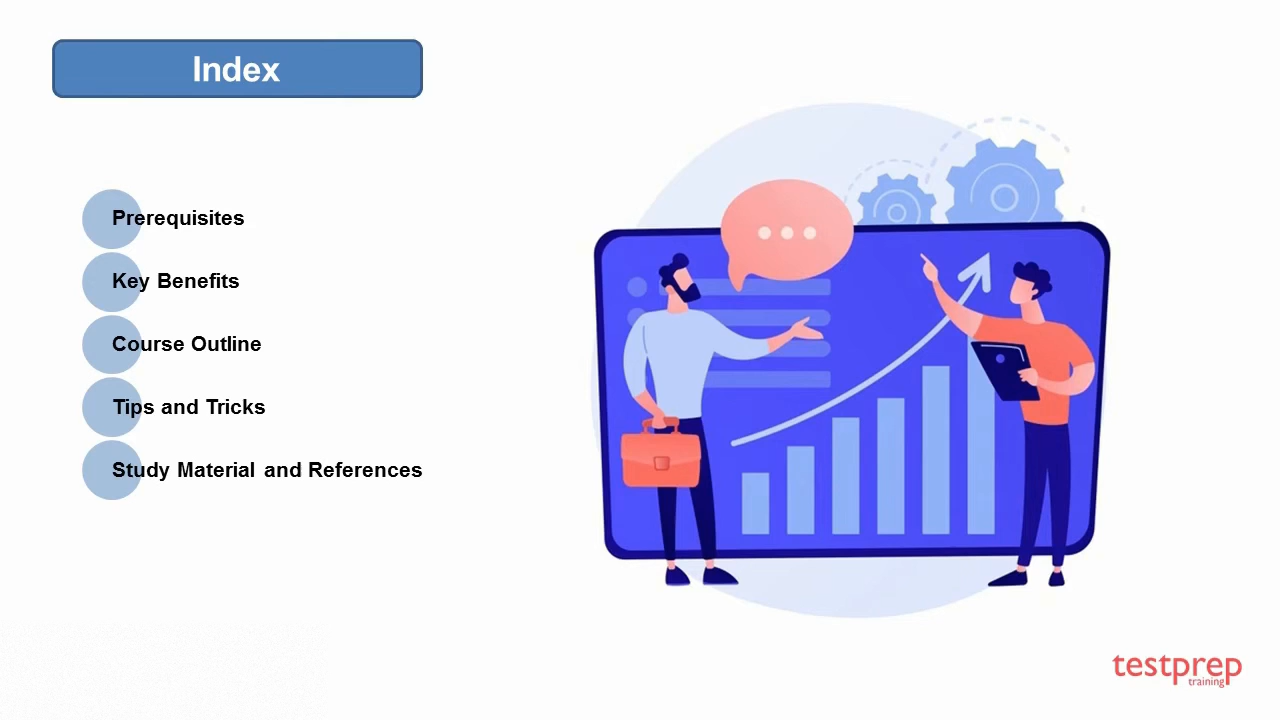 Index
Prerequisites
Key Benefits
Course Outline
Tips and Tricks
Study Material and References
testprep
training